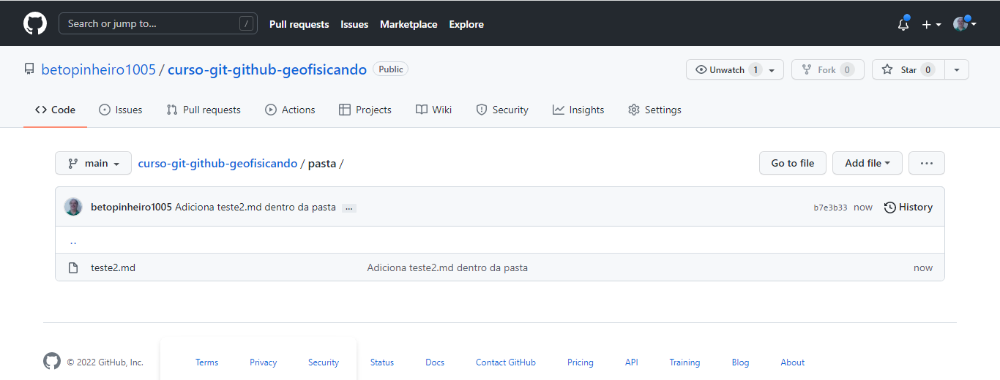 Search or jump to... / Pull requests Issues Marketplace Explore
betopinheiro1005 / curso-git-github-geofisicando Public Unwatch 1 Fork 0 Star 0
Code Issues Pull requests Actions Projects Wiki Security Insights Settings
main curso-git-github-geofisicando / pasta / Go to file Add file ...
betopinheiro1005 Adiciona teste2.md dentro da pasta ... b7e3b33 now History
..
teste2.md Adiciona teste2.md dentro da pasta now
© 2022 GitHub, Inc. Terms Privacy Security Status Docs Contact GitHub Pricing API Training Blog About